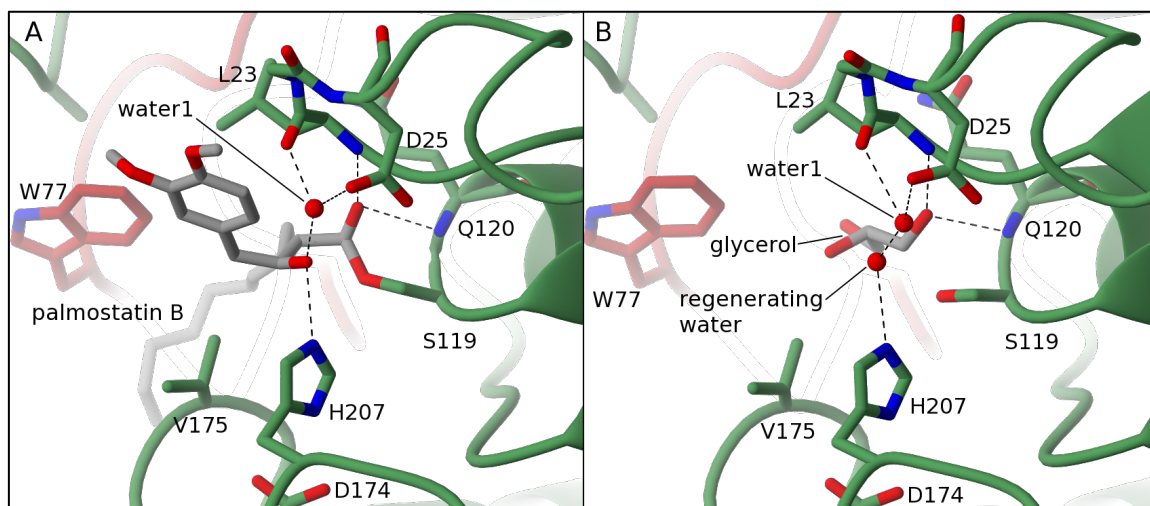 A
L23
water1
D25
W77
Q120
palmostatin B
S119
V175
H207
D174
B
L23
D25
water1
Q120
glycerol
W77
regenerating
water
S119
H207
V175
D174